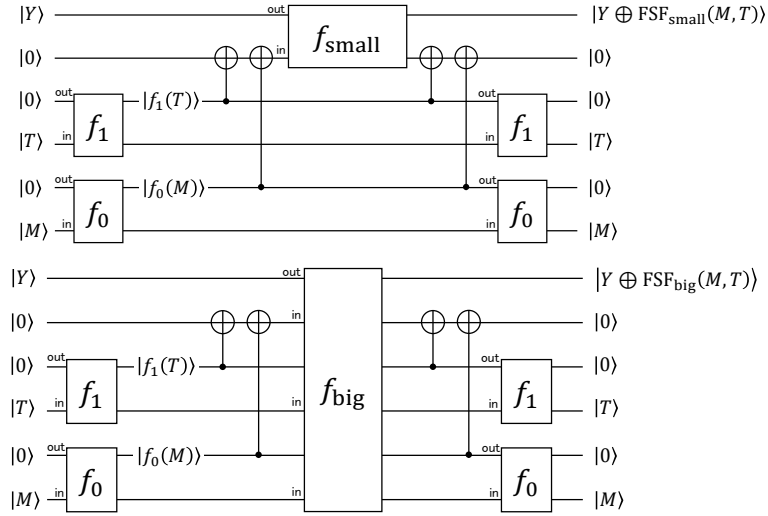 |Y⟩ out f_small |Y ⊕ FSF_small(M, T)⟩
|0⟩ in |0⟩
|0⟩ out |f_1(T)⟩ out |0⟩
f_1 f_1
|T⟩ in in |T⟩
|0⟩ out |f_0(M)⟩ out |0⟩
f_0 f_0
|M⟩ in in |M⟩
|Y⟩ out |Y ⊕ FSF_big(M, T)⟩
|0⟩ in |0⟩
|0⟩ out |f_1(T)⟩ out |0⟩
f_1 f_big f_1
|T⟩ in in in |T⟩
|0⟩ out |f_0(M)⟩ out |0⟩
f_0 f_0
|M⟩ in in in |M⟩